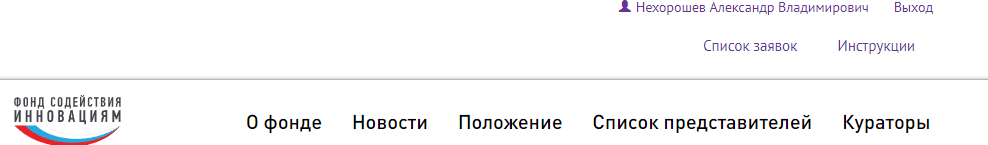 Нехорошев Александр Владимирович Выход
Список заявок Инструкции
ФОНД СОДЕЙСТВИЯ
ИННОВАЦИЯМ
О фонде Новости Положение Список представителей Кураторы